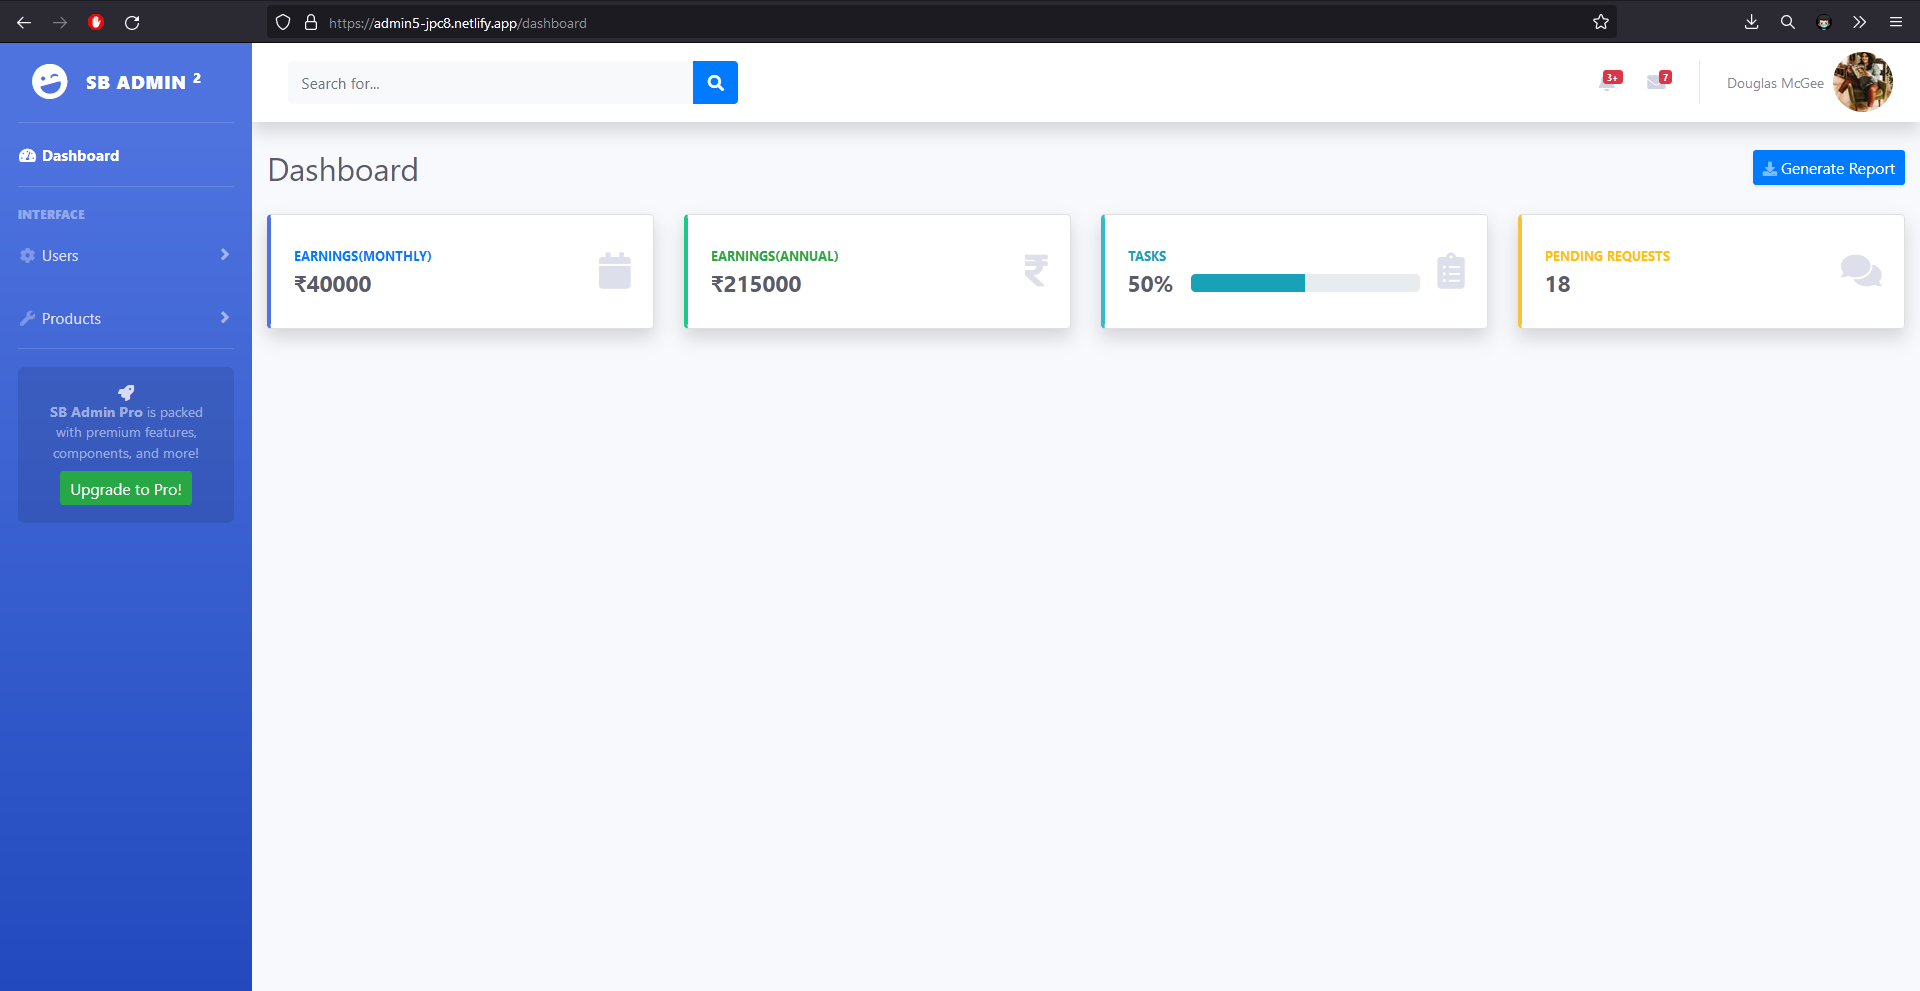 https://admin5-jpc8.netlify.app/dashboard
SB ADMIN 2
Search for...
3+
7
Douglas McGee
Dashboard
INTERFACE
Users
Products
SB Admin Pro is packed
with premium features,
components, and more!
Upgrade to Pro!
Dashboard
Generate Report
EARNINGS(MONTHLY)
₹40000
EARNINGS(ANNUAL)
₹215000
TASKS
50%
PENDING REQUESTS
18